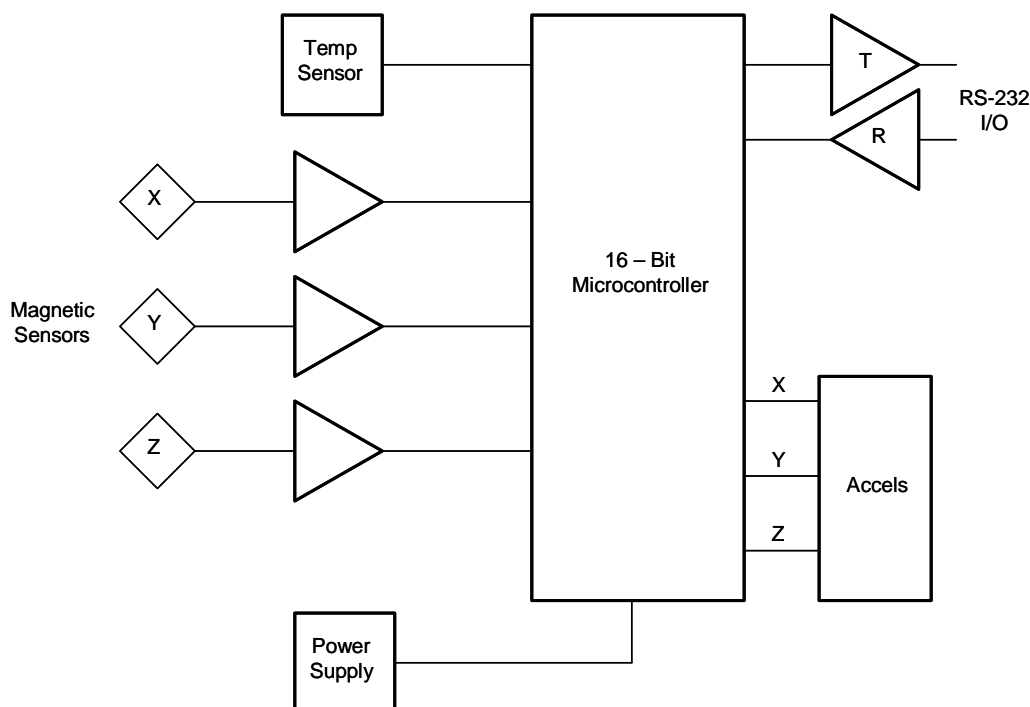 Temp
Sensor
T
RS-232
I/O
R
X
16 – Bit
Microcontroller
Magnetic
Sensors
Y
X
Z
Y
Accels
Z
Power
Supply